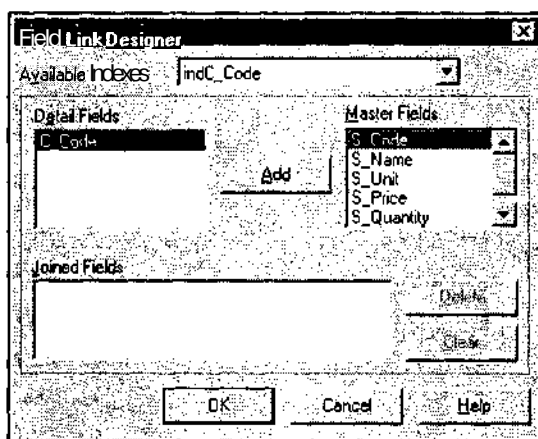 Field Link Designer
Available Indexes indC_Code
Detail Fields Master Fields
C_Code S_Code
S_Name
Add S_Unit
S_Price
S_Quantity
Joined Fields
Delete
Clear
OK Cancel Help